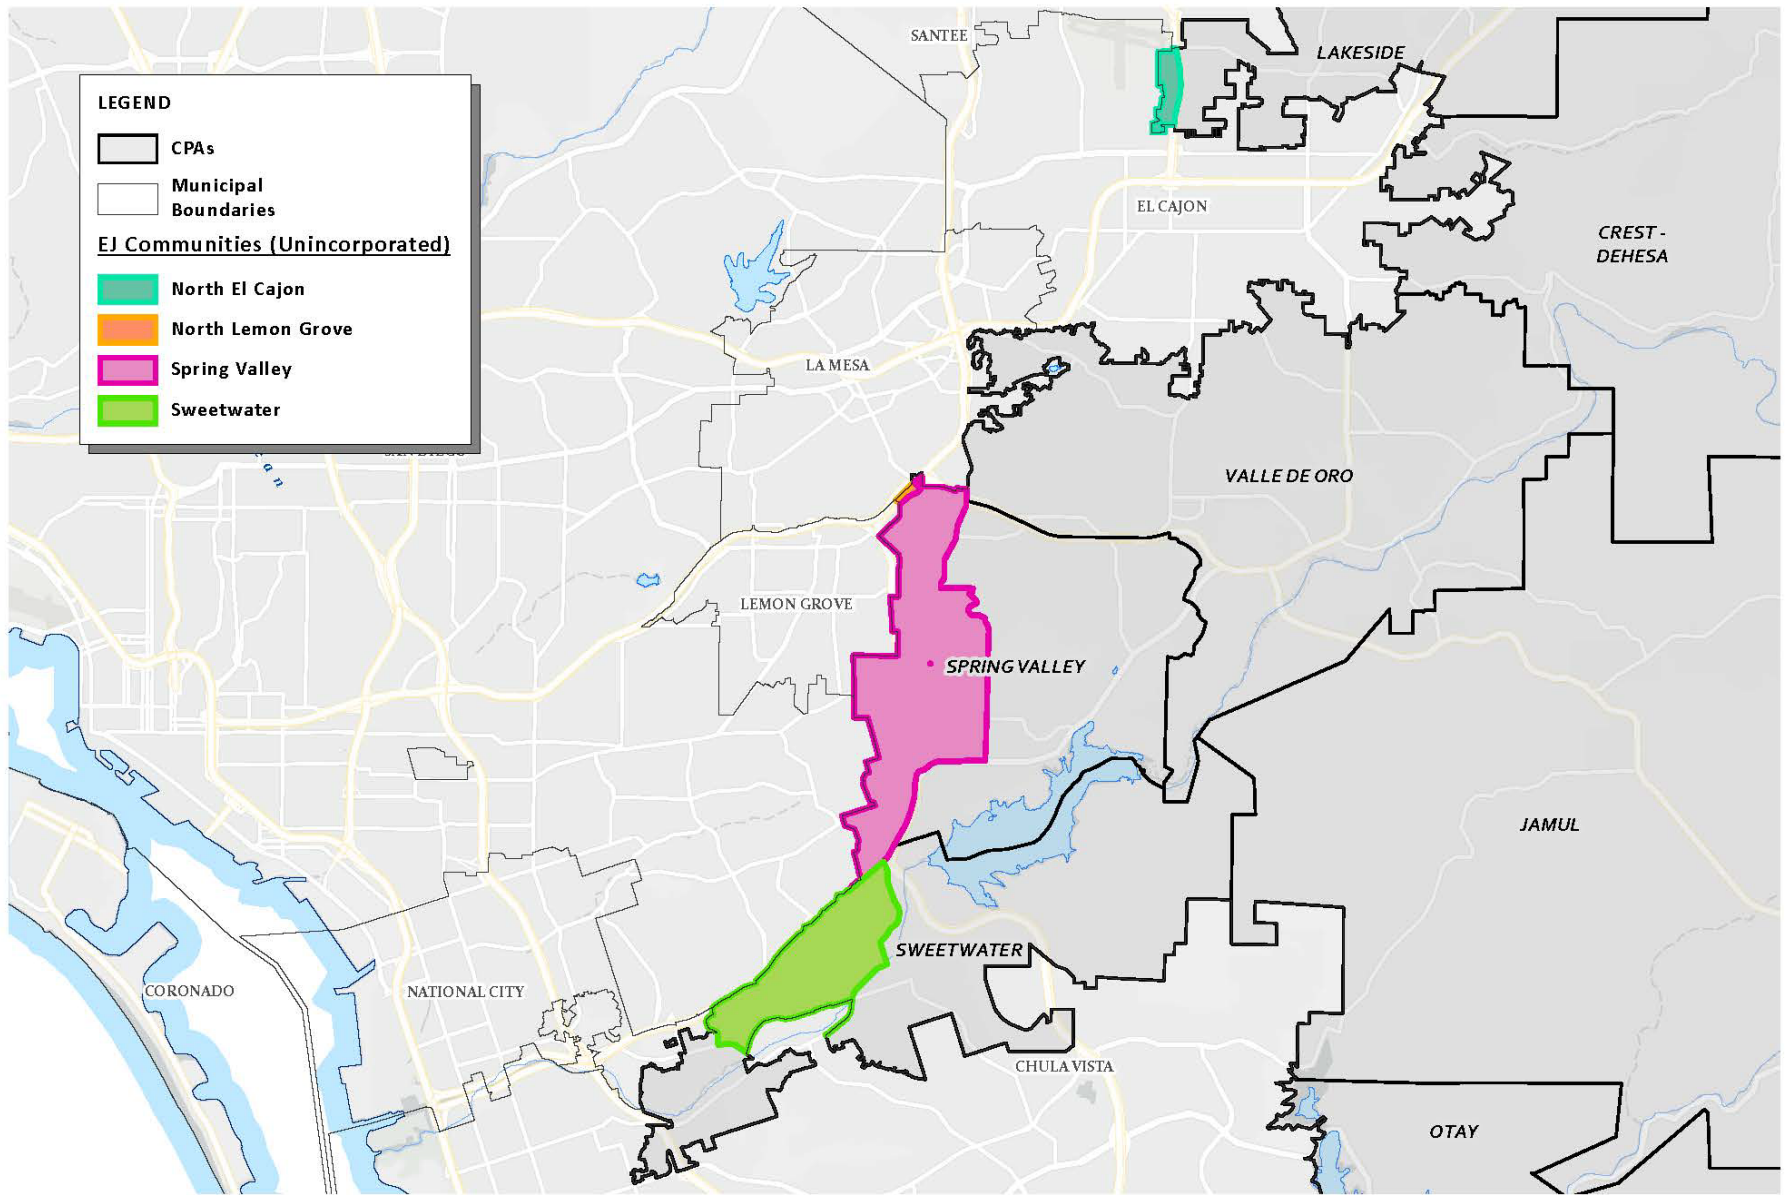 SANTEE
LAKESIDE
LEGEND
CPAs
Municipal
Boundaries
EJ Communities (Unincorporated)
North El Cajon
North Lemon Grove
Spring Valley
Sweetwater
EL CAJON
CREST -
DEHESA
LA MESA
SAN DIEGO
VALLE DE ORO
LEMON GROVE
SPRING VALLEY
JAMUL
SWEETWATER
CORONADO
NATIONAL CITY
CHULA VISTA
OTAY